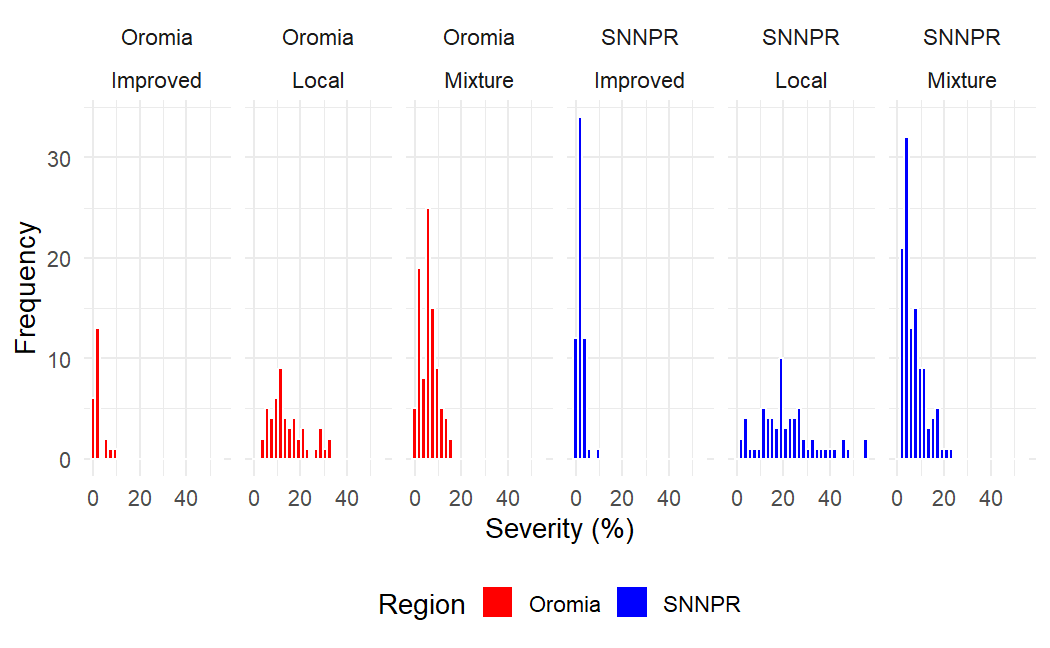 Oromia Oromia Oromia SNNPR SNNPR SNNPR
Improved Local Mixture Improved Local Mixture
30
20
10
0
Frequency
0 20 40 0 20 40 0 20 40 0 20 40 0 20 40 0 20 40
Severity (%)
Region Oromia SNNPR